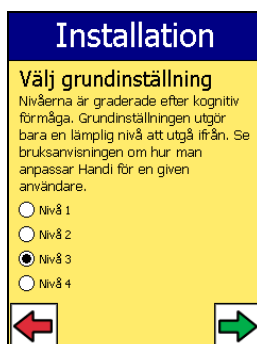 Installation
Välj grundinställning
Nivåerna är graderade efter kognitiv
förmåga. Grundinställningen utgör
bara en lämplig nivå att utgå ifrån. Se
bruksanvisningen om hur man
anpassar Handi för en given
användare.
Nivå 1
Nivå 2
Nivå 3
Nivå 4